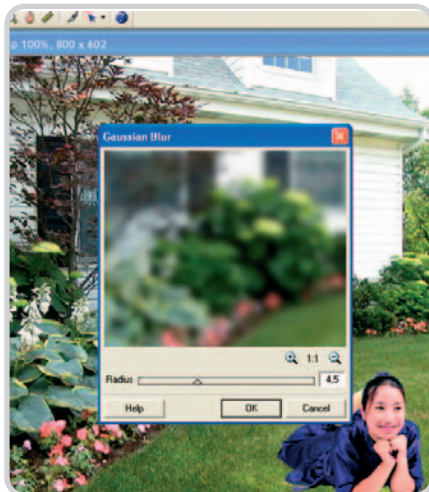 @ 100%, 800 x 602
Gaussian Blur
1:1
Radius 4.5
Help OK Cancel